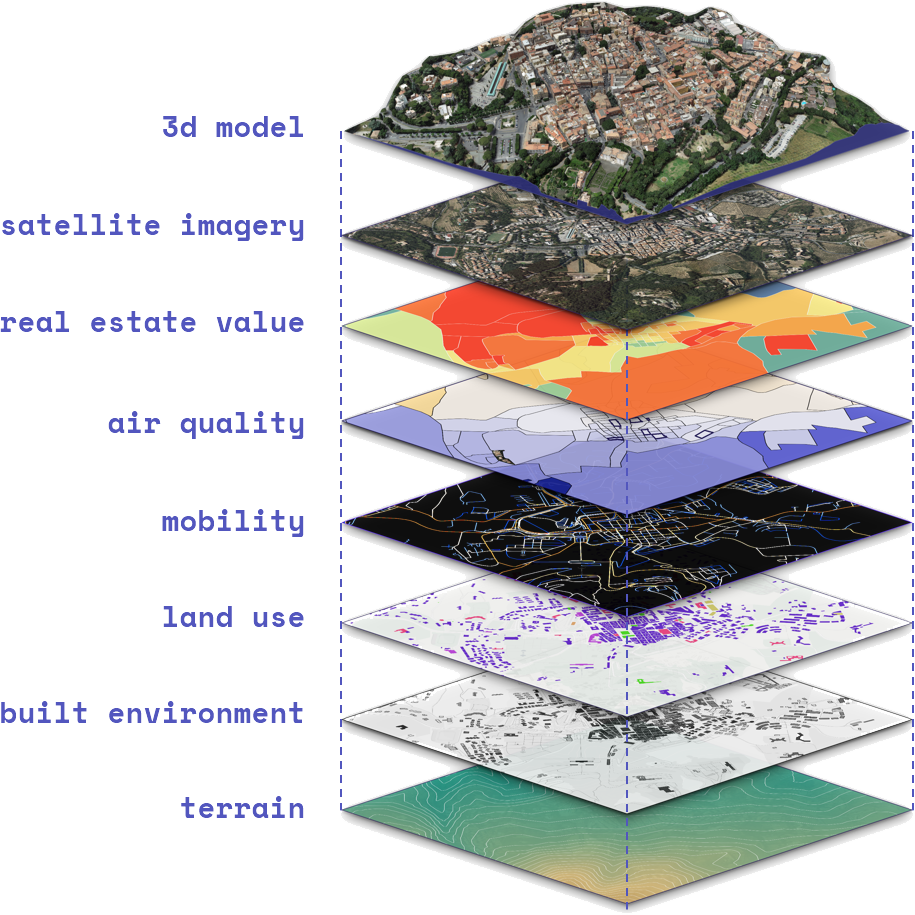 3d model
satellite imagery
real estate value
air quality
mobility
land use
built environment
terrain